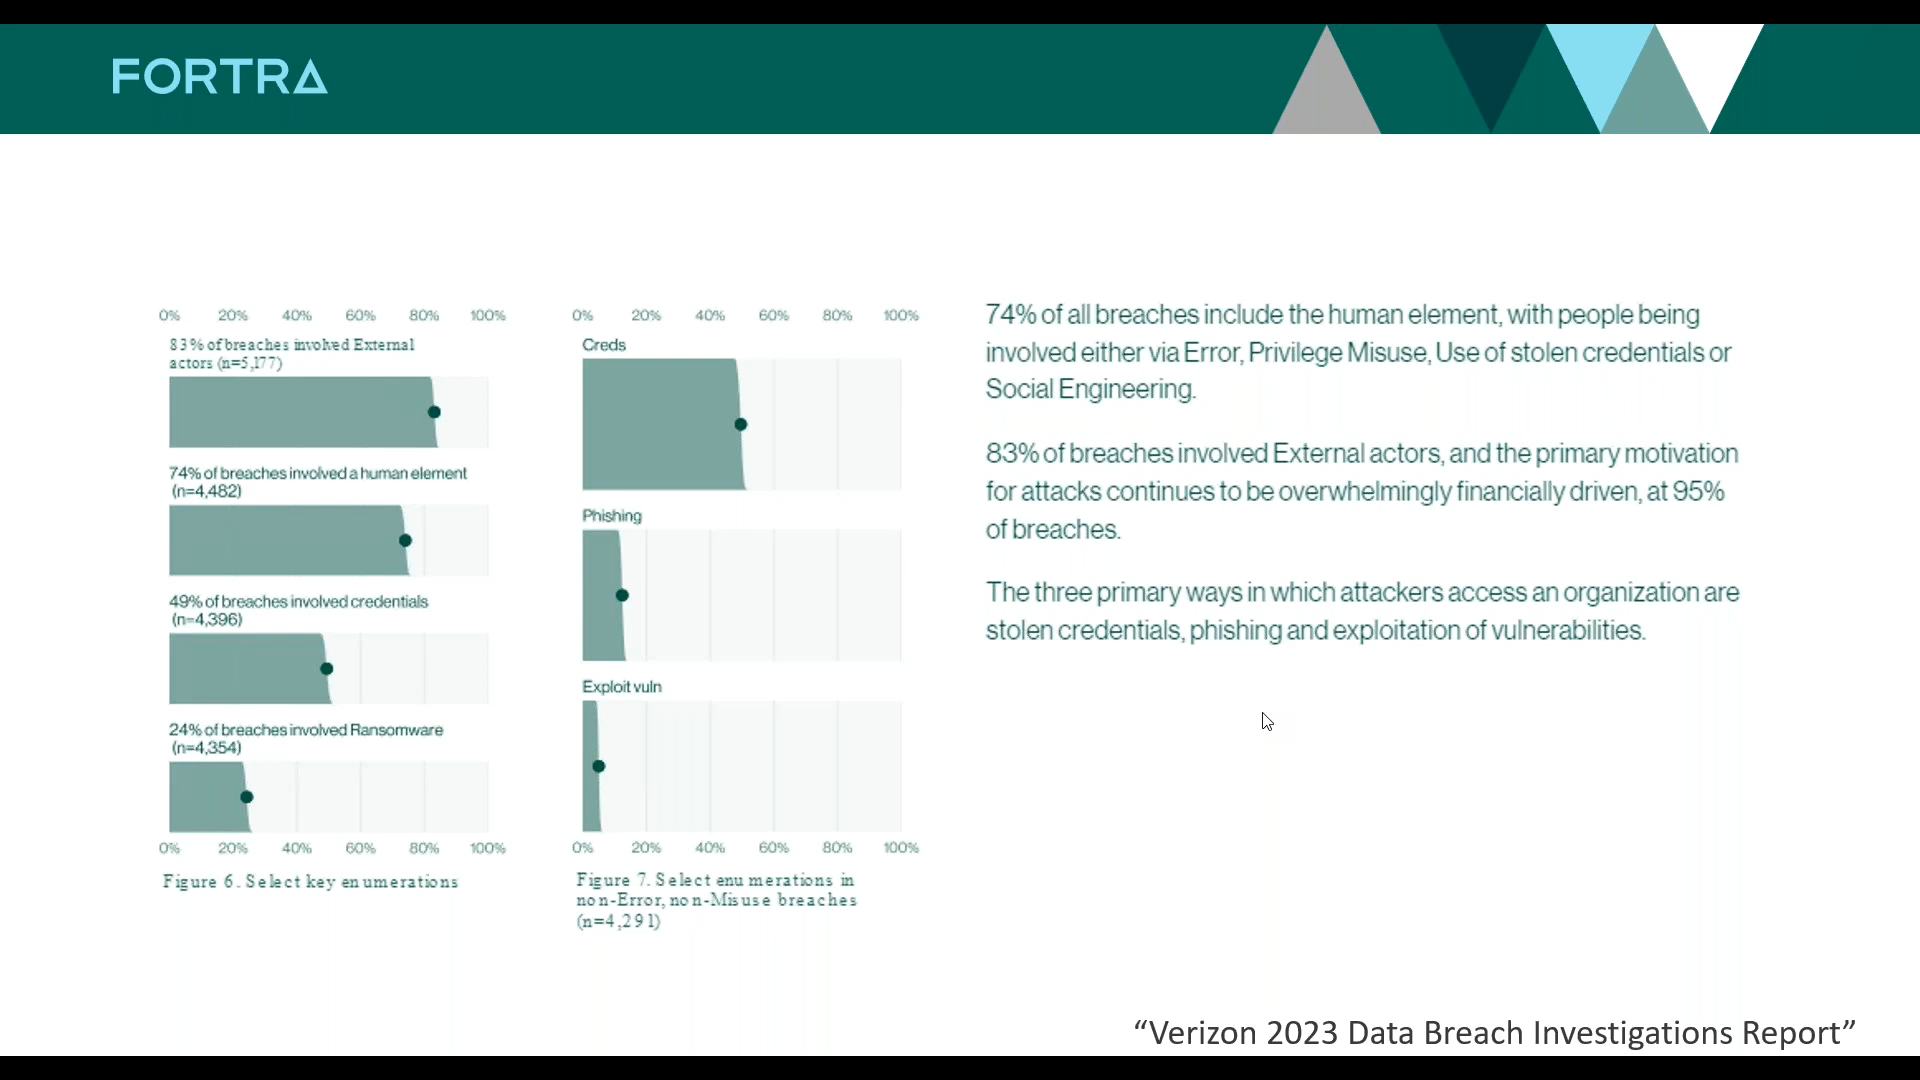 FORTRA
0% 20% 40% 60% 80% 100%
83% of breaches involved External
actors (n=5,177)
74% of breaches involved a human element
(n=4,482)
49% of breaches involved credentials
(n=4,396)
24% of breaches involved Ransomware
(n=4,354)
0% 20% 40% 60% 80% 100%
Figure 6. Select key enumerations
0% 20% 40% 60% 80% 100%
Creds
Phishing
Exploit vuln
0% 20% 40% 60% 80% 100%
Figure 7. Select enumerations in
non-Error, non-Misuse breaches
(n=4,291)
74% of all breaches include the human element, with people being
involved either via Error, Privilege Misuse, Use of stolen credentials or
Social Engineering.
83% of breaches involved External actors, and the primary motivation
for attacks continues to be overwhelmingly financially driven, at 95%
of breaches.
The three primary ways in which attackers access an organization are
stolen credentials, phishing and exploitation of vulnerabilities.
“Verizon 2023 Data Breach Investigations Report”